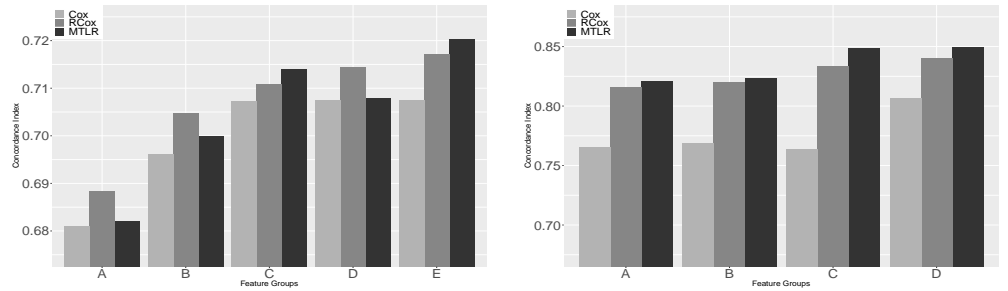 Cox
RCox
MTLR
0.72
0.71
0.70
0.69
0.68
Concordance Index
A B C D E
Feature Groups
Cox
RCox
MTLR
0.85
0.80
0.75
0.70
Concordance Index
A B C D
Feature Groups